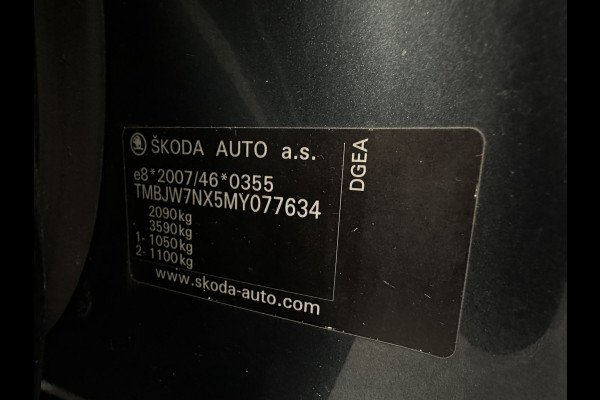 ŠKODA AUTO a.s.
e8*2007/46*0355
TMBJW7NX5MY077634
2090kg
3590kg
1- 1050kg
2- 1100kg
www.skoda-auto.com
DGEA